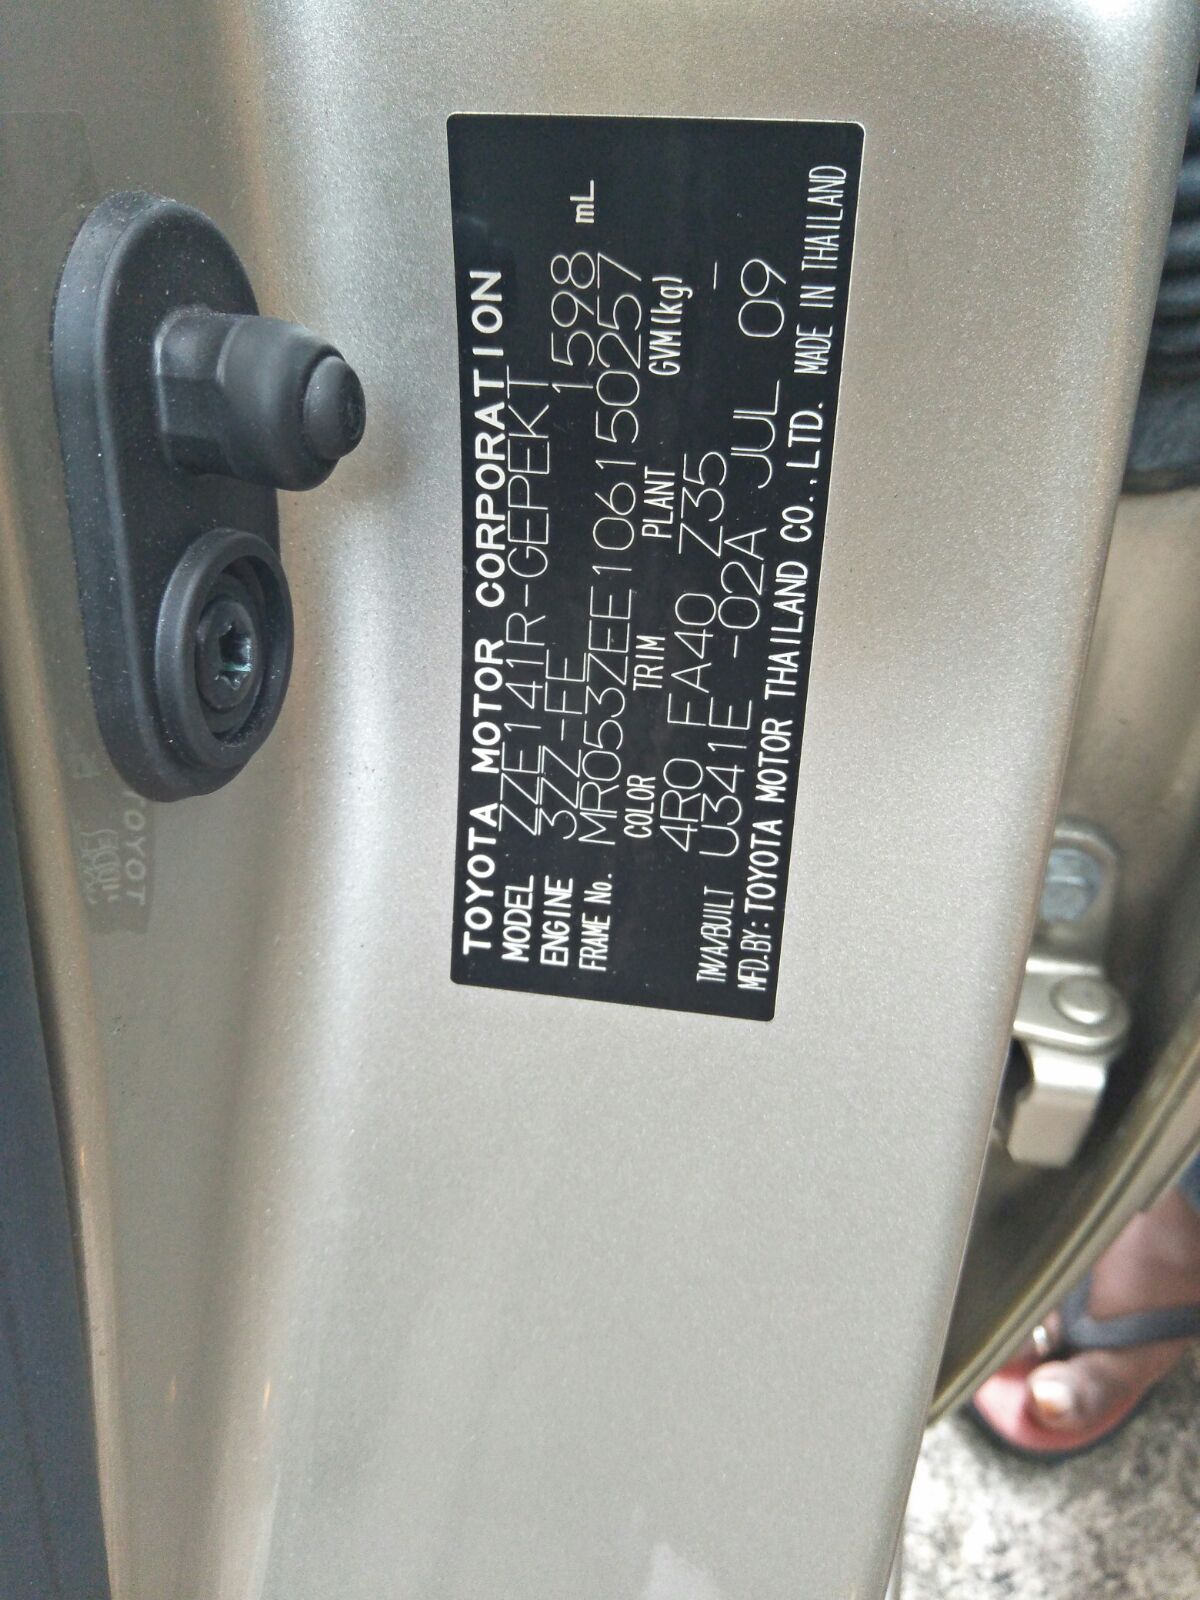 TOYOTA MOTOR CORPORATION
MODEL ZZE141R-GEPEKT
ENGINE 3ZZ-FE 1598 mL
FRAME No. MR053ZEE106150257
COLOR TRIM PLANT GVM(kg)
4R0 FA40 Z35 -
TM/A/BUILT U341E -02A JUL 09
MFD.BY: TOYOTA MOTOR THAILAND CO.,LTD. MADE IN THAILAND
TOYOT